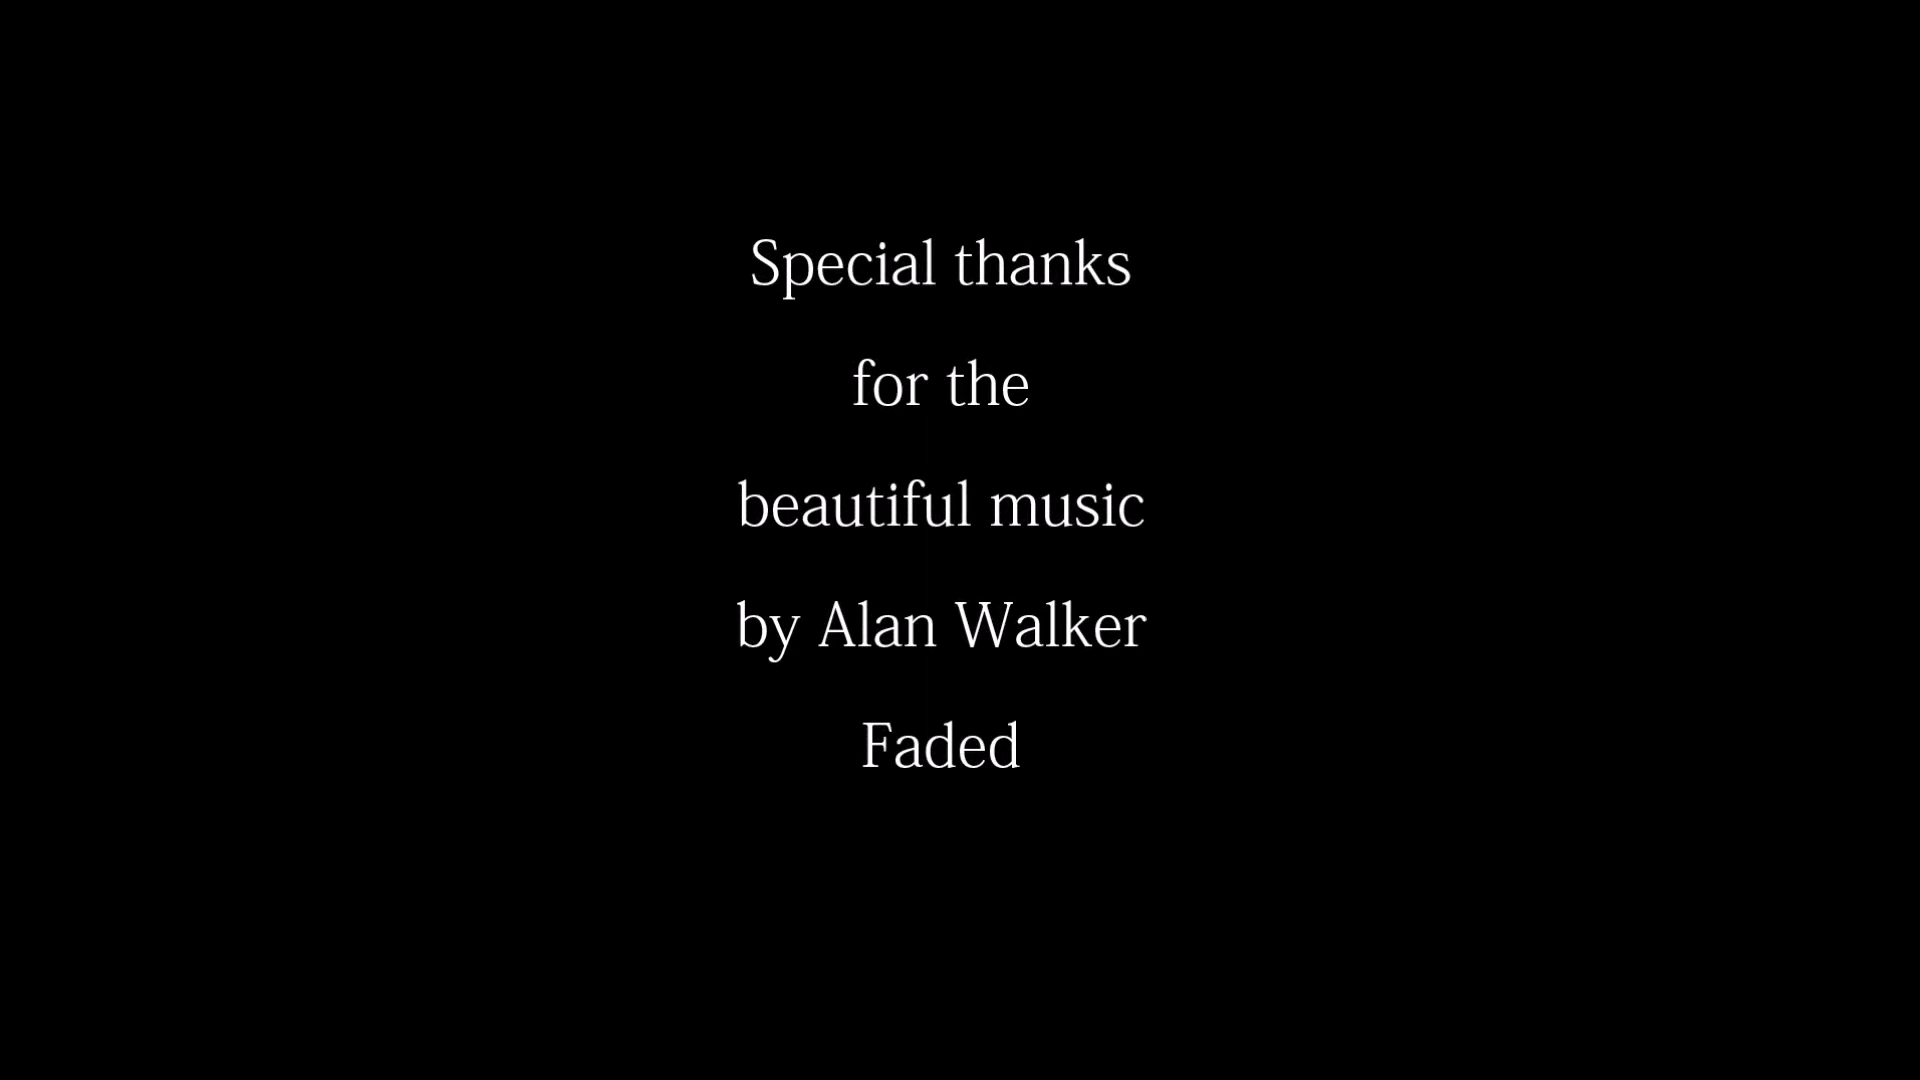 Special thanks
for the
beautiful music
by Alan Walker
Faded